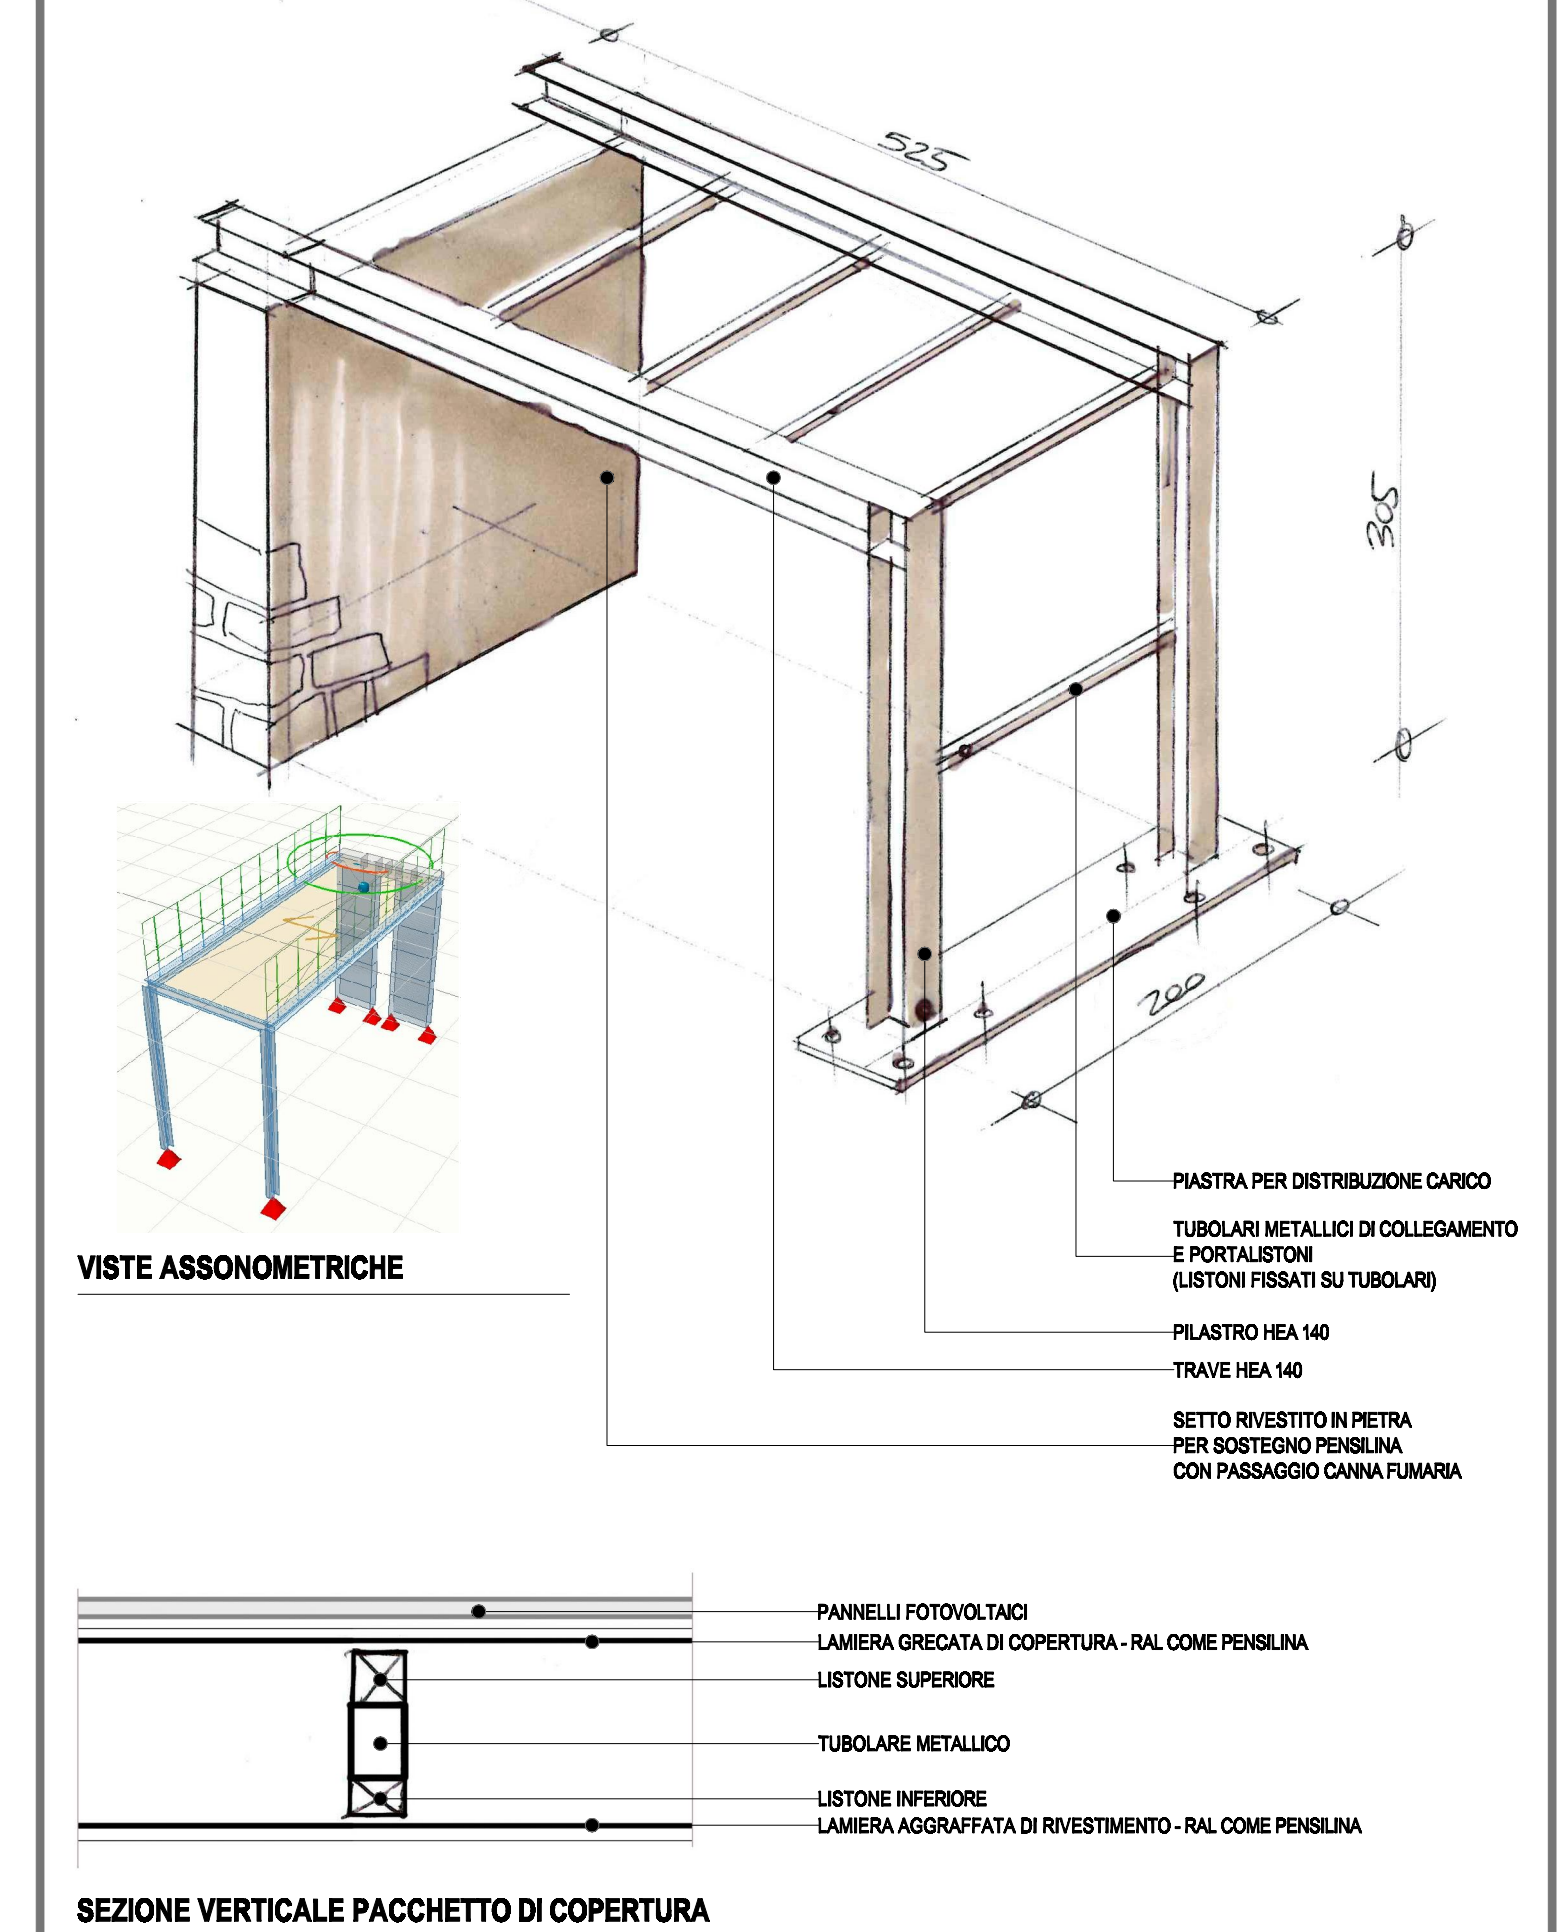 525
305
200
PIASTRA PER DISTRIBUZIONE CARICO
TUBOLARI METALLICI DI COLLEGAMENTO
E PORTALISTONI
(LISTONI FISSATI SU TUBOLARI)
VISTE ASSONOMETRICHE
PILASTRO HEA 140
TRAVE HEA 140
SETTO RIVESTITO IN PIETRA
PER SOSTEGNO PENSILINA
CON PASSAGGIO CANNA FUMARIA
PANNELLI FOTOVOLTAICI
LAMIERA GRECATA DI COPERTURA - RAL COME PENSILINA
LISTONE SUPERIORE
TUBOLARE METALLICO
LISTONE INFERIORE
LAMIERA AGGRAFFATA DI RIVESTIMENTO - RAL COME PENSILINA
SEZIONE VERTICALE PACCHETTO DI COPERTURA